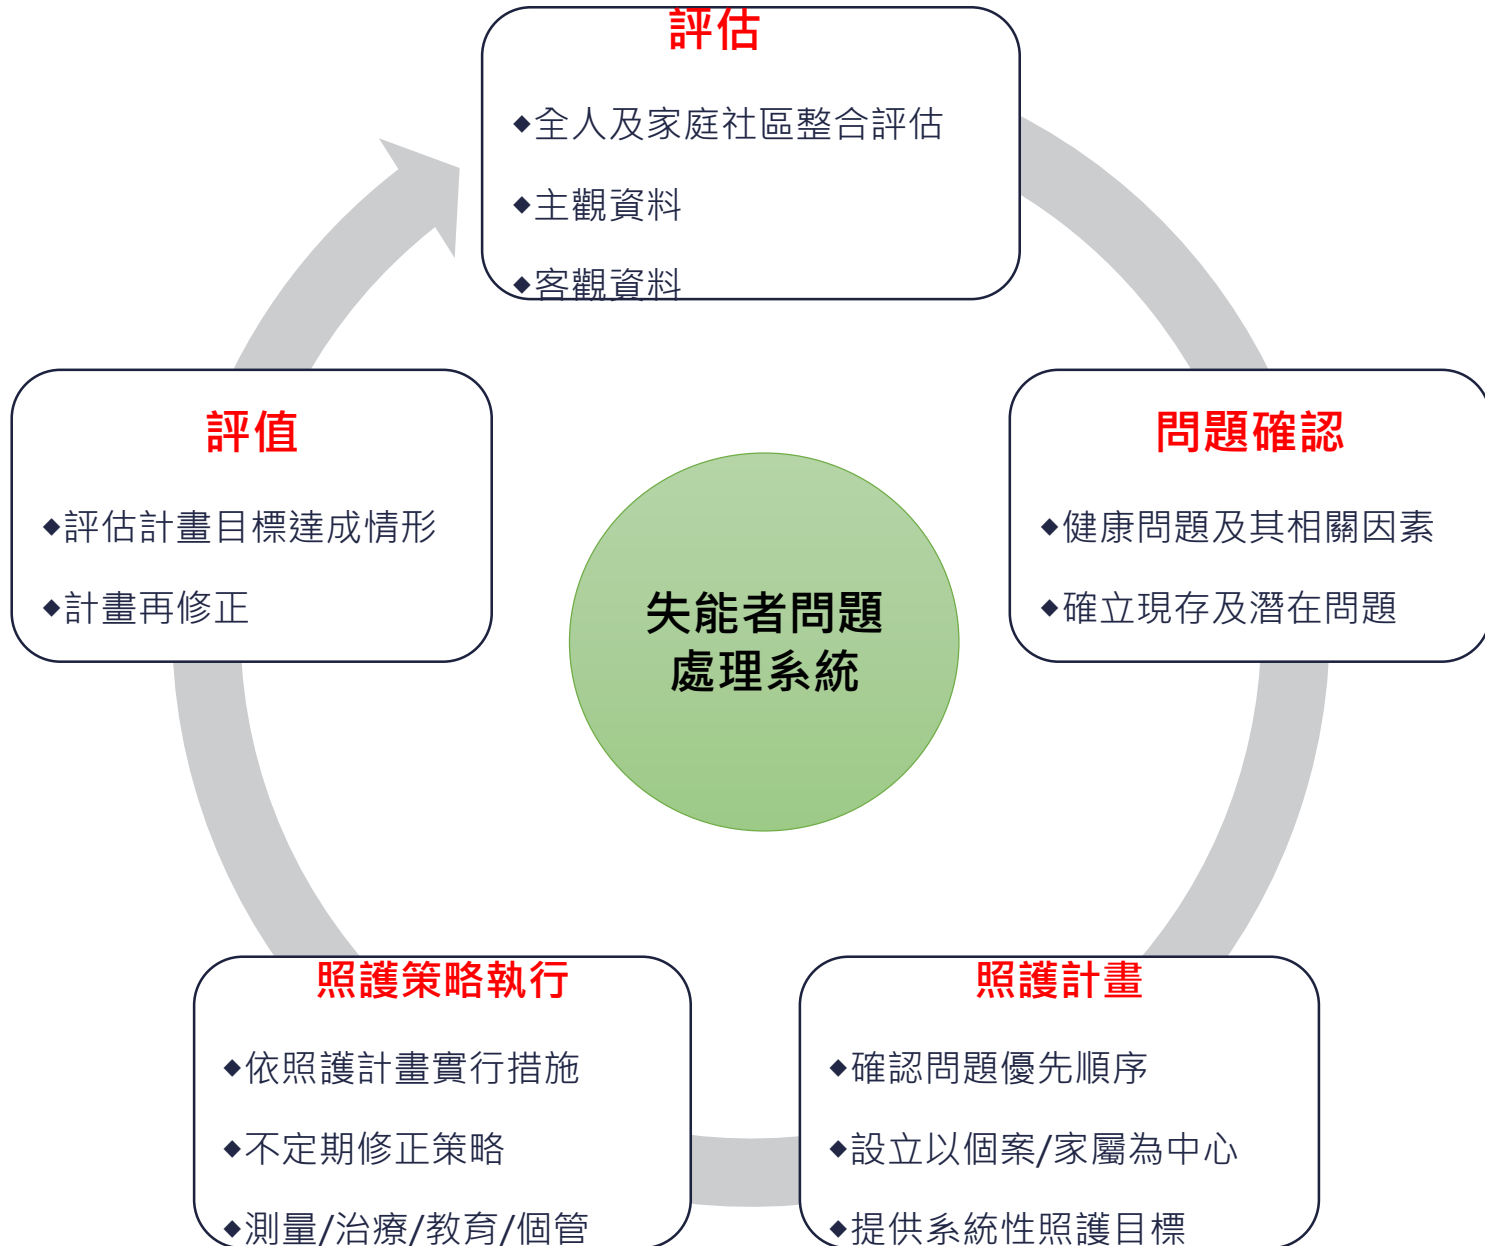 評估
◆全人及家庭社區整合評估
◆主觀資料
◆客觀資料
問題確認
◆健康問題及其相關因素
◆確立現存及潛在問題
照護計畫
◆確認問題優先順序
◆設立以個案/家屬為中心
◆提供系統性照護目標
照護策略執行
◆依照護計畫實行措施
◆不定期修正策略
◆測量/治療/教育/個管
評值
◆評估計畫目標達成情形
◆計畫再修正
失能者問題
處理系統